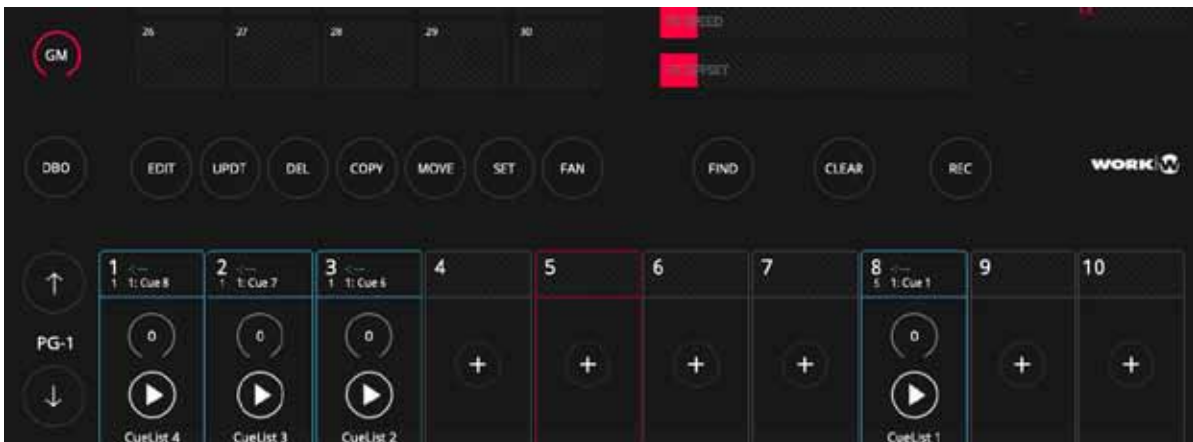 26 27 28 29 30
SPEED
GM
OFFSET
DBO EDIT UPDT DEL COPY MOVE SET FAN FIND CLEAR REC WORK
1 -:-- 2 -:-- 3 -:-- 4 5 6 7 8 -:-- 9 10
1 1: Cue 8 1 1: Cue 7 1 1: Cue 6 5 1: Cue 1
0 0 0 0
PG-1
+ + + + + +
CueList 4 CueList 3 CueList 2 CueList 1